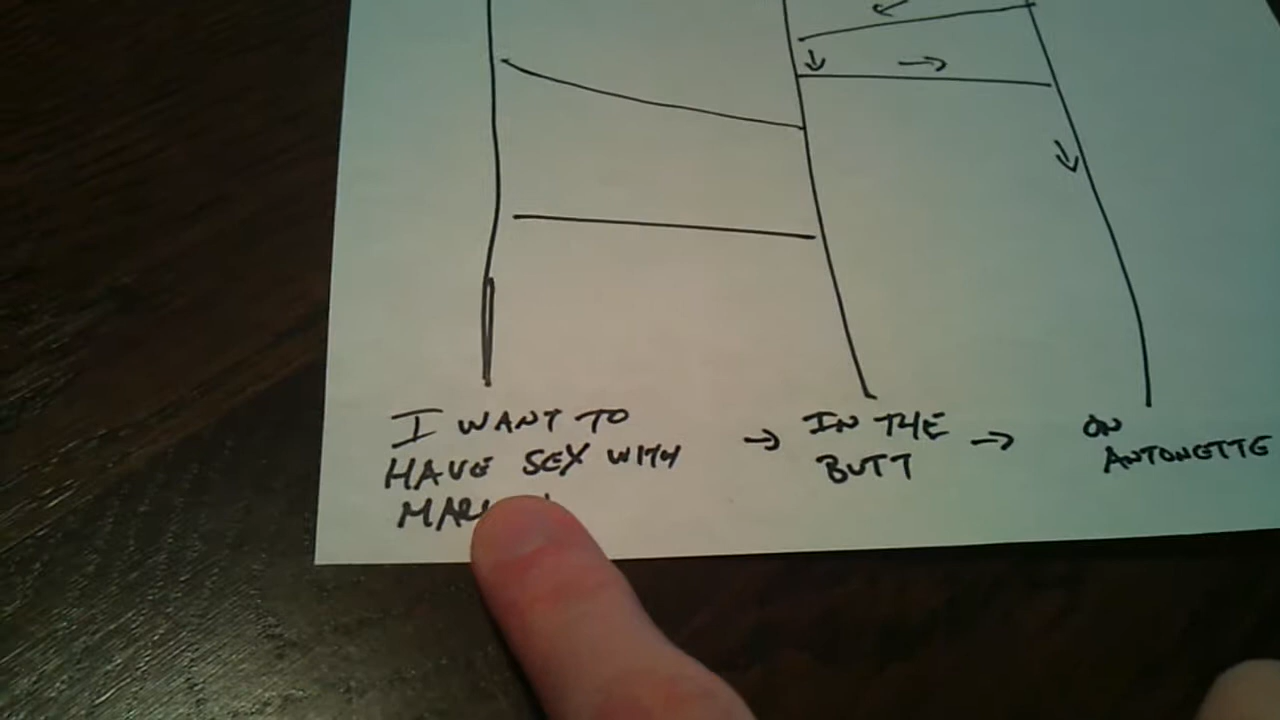 I WANT TO
HAVE SEX WITH
→ IN THE
BUTT
→ ON
ANTONETTE